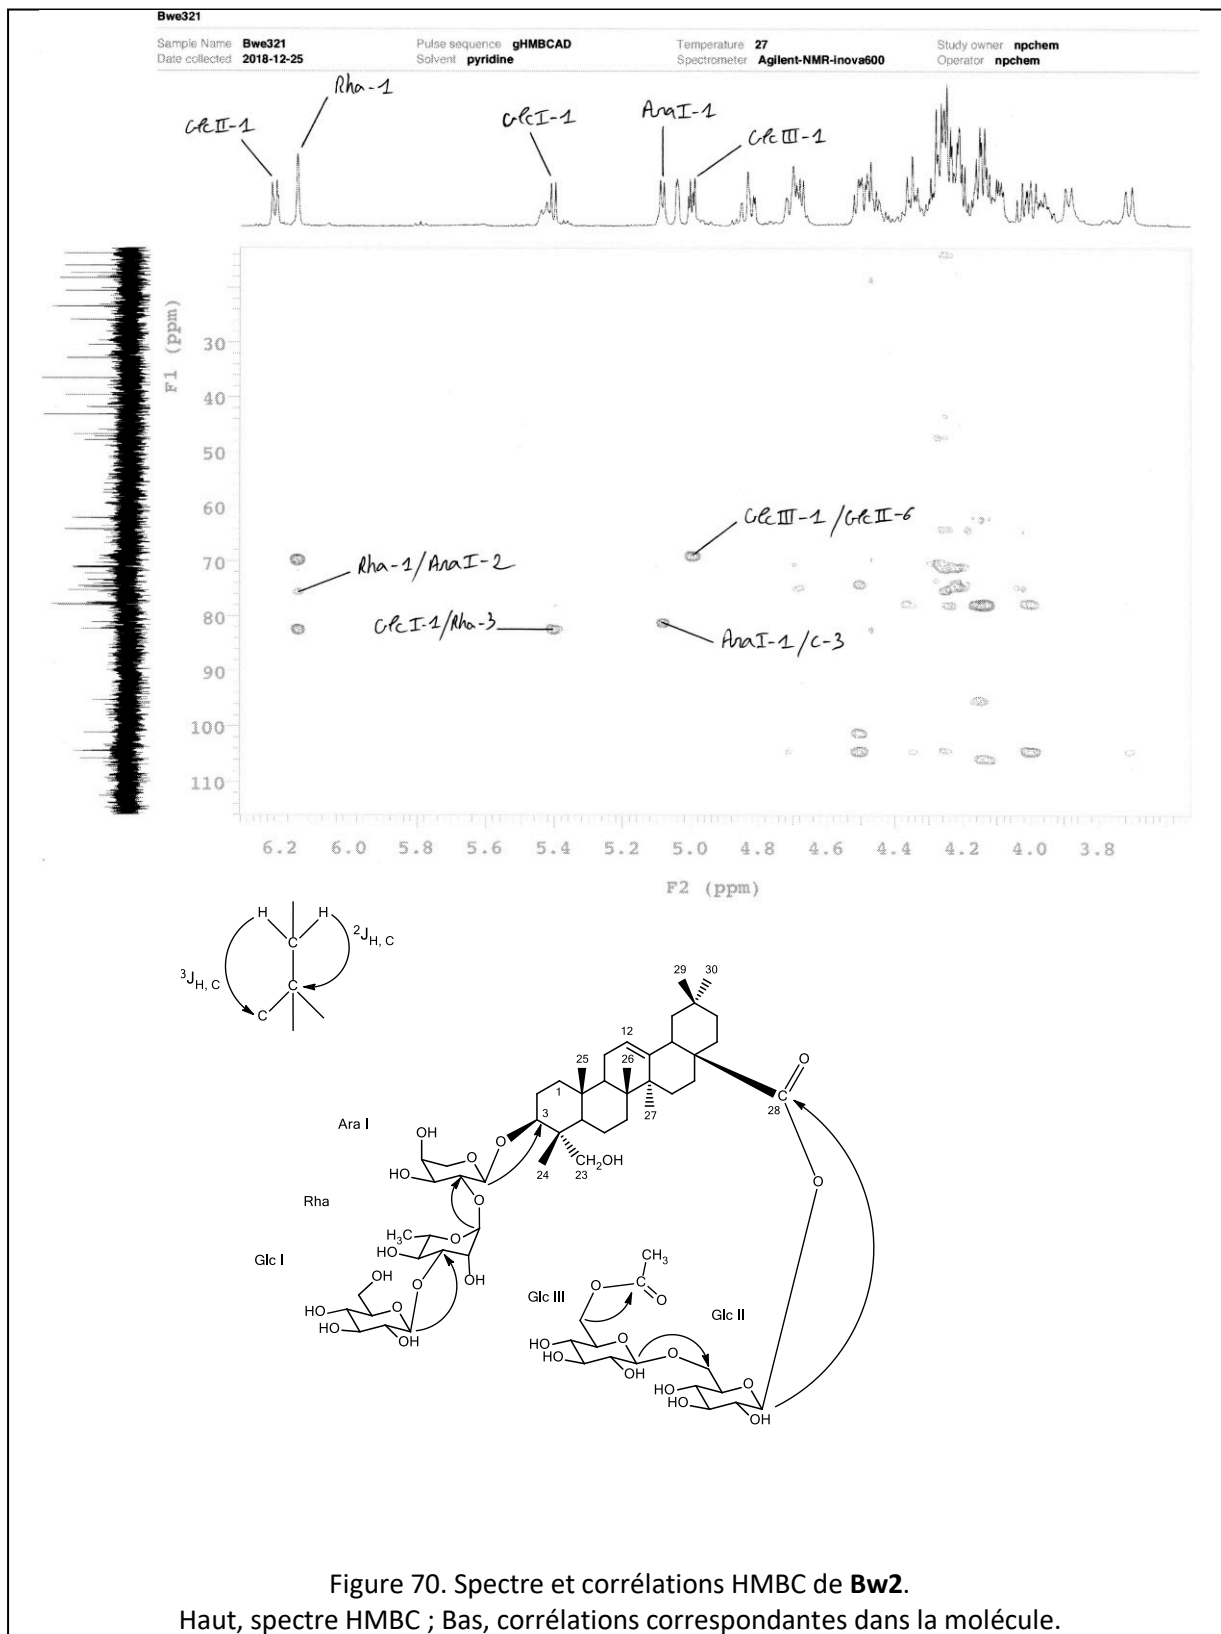 Bwe321
Sample Name Bwe321 Pulse sequence gHMBCAD Temperature 27 Study owner npchem
Date collected 2018-12-25 Solvent pyridine Spectrometer Agilent-NMR-inova600 Operator npchem
Rha-1
GlcII-1
GlcI-1
AraI-1
GlcIII-1
F1 (ppm)
30
40
50
60
70
80
90
100
110
GlcIII-1/GlcII-6
Rha-1/AraI-2
GlcI-1/Rha-3
AraI-1/C-3
6.2 6.0 5.8 5.6 5.4 5.2 5.0 4.8 4.6 4.4 4.2 4.0 3.8
F2 (ppm)
H H
²J H, C
C
³J H, C
C
C
29 30
12
25 26
O
1
C
28
27
3
Ara I
OH
O
O
HO
24
CH₂OH
23
O
O
Rha
H₃C
O
HO
CH₃
Glc I
OH
O
OH
O
C
O
Glc III
Glc II
HO
HO
O
O
OH
HO
HO
O
O
OH
O
HO
HO
OH
Figure 70. Spectre et corrélations HMBC de Bw2.
Haut, spectre HMBC ; Bas, corrélations correspondantes dans la molécule.